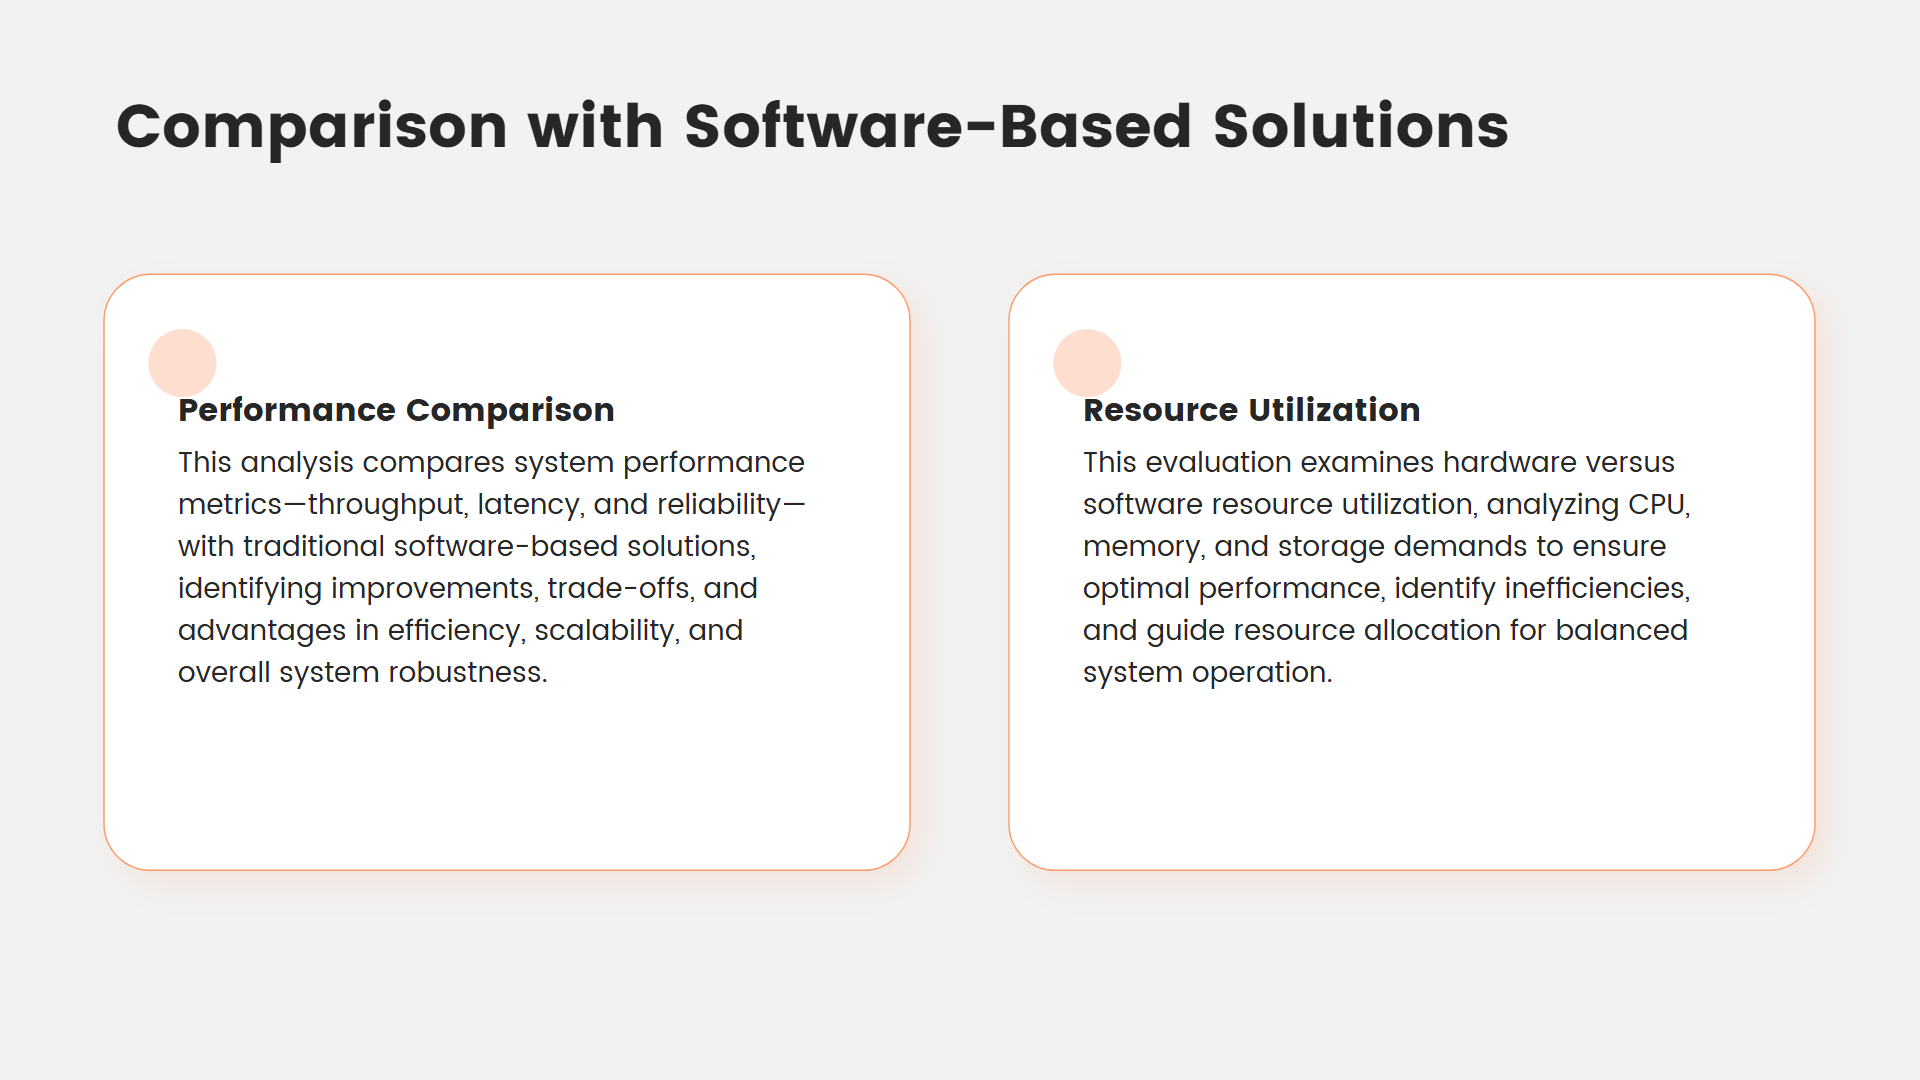 Comparison with Software-Based Solutions
Performance Comparison
This analysis compares system performance
metrics—throughput, latency, and reliability—
with traditional software-based solutions,
identifying improvements, trade-offs, and
advantages in efficiency, scalability, and
overall system robustness.
Resource Utilization
This evaluation examines hardware versus
software resource utilization, analyzing CPU,
memory, and storage demands to ensure
optimal performance, identify inefficiencies,
and guide resource allocation for balanced
system operation.